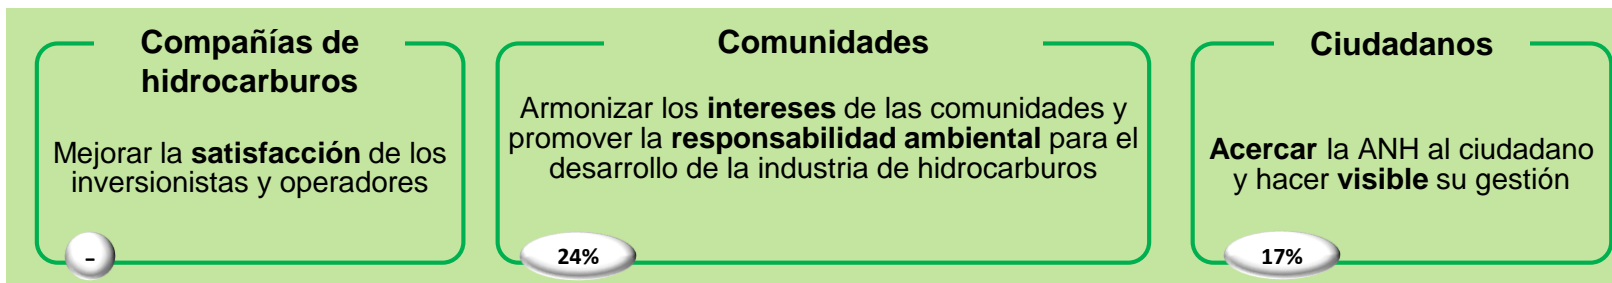 Compañías de
hidrocarburos
Mejorar la satisfacción de los
inversionistas y operadores
–
Comunidades
Armonizar los intereses de las comunidades y
promover la responsabilidad ambiental para el
desarrollo de la industria de hidrocarburos
24%
Ciudadanos
Acercar la ANH al ciudadano
y hacer visible su gestión
17%